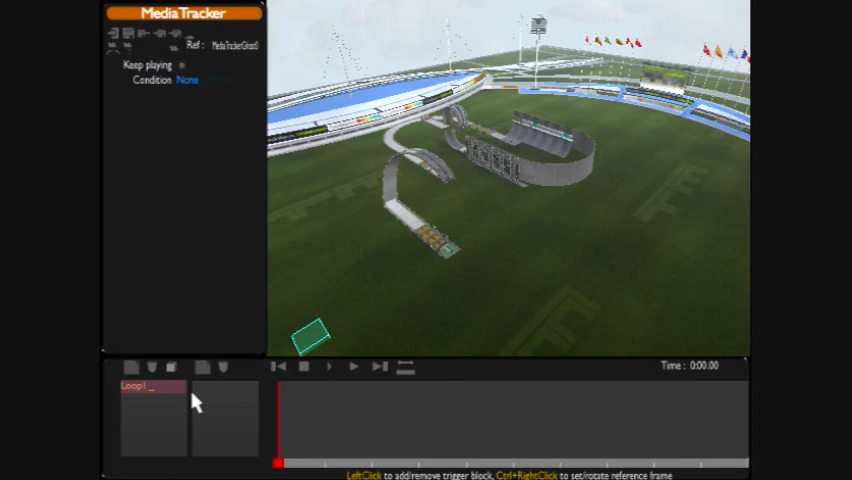 MediaTracker
Ref : MediaTrackerGhost0
Keep playing
Condition None
Time : 0:00.00
Loop1 _
LeftClick to add/remove trigger block, Ctrl+RightClick to set/rotate reference frame